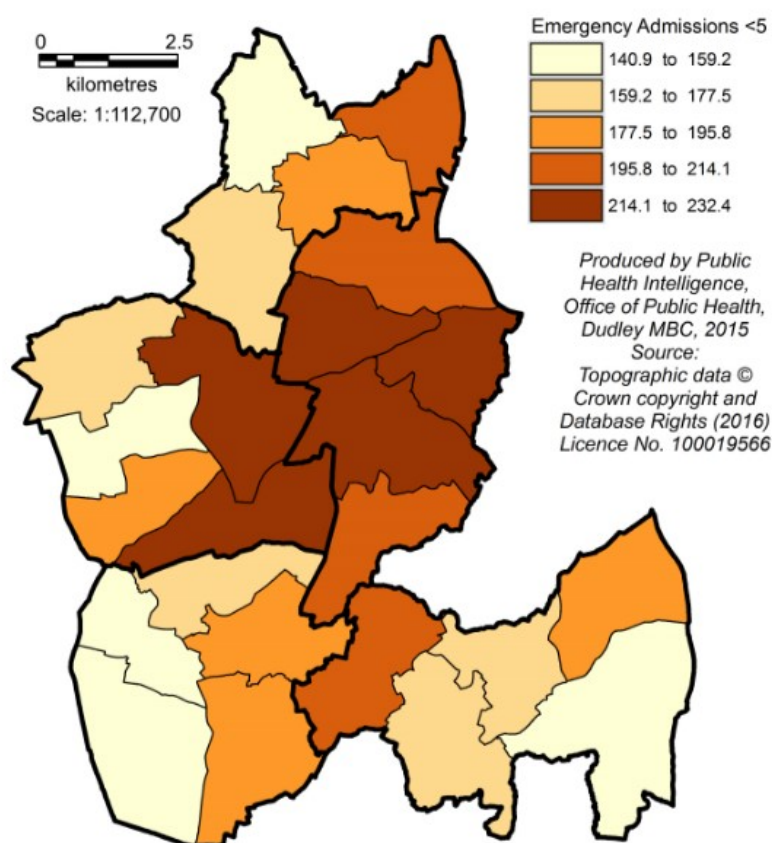 0 2.5
kilometres
Scale: 1:112,700
Emergency Admissions <5
140.9 to 159.2
159.2 to 177.5
177.5 to 195.8
195.8 to 214.1
214.1 to 232.4
Produced by Public
Health Intelligence,
Office of Public Health,
Dudley MBC, 2015
Source:
Topographic data ©
Crown copyright and
Database Rights (2016)
Licence No. 100019566